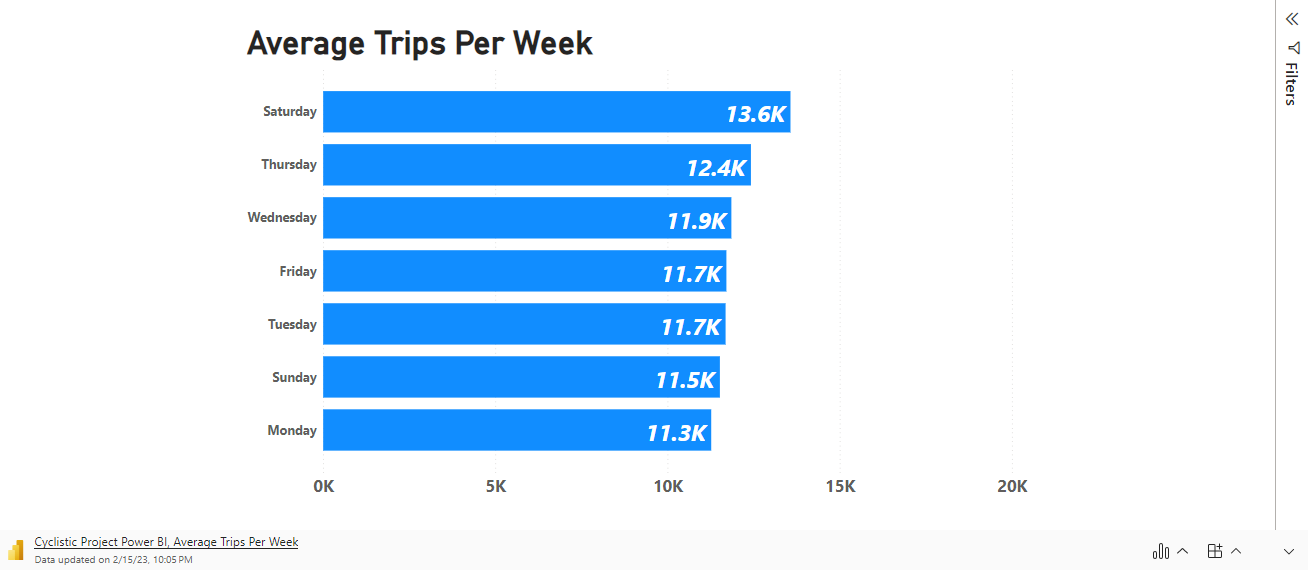 Average Trips Per Week
Saturday 13.6K
Thursday 12.4K
Wednesday 11.9K
Friday 11.7K
Tuesday 11.7K
Sunday 11.5K
Monday 11.3K
0K 5K 10K 15K 20K
Filters
Cyclistic Project Power BI, Average Trips Per Week
Data updated on 2/15/23, 10:05 PM